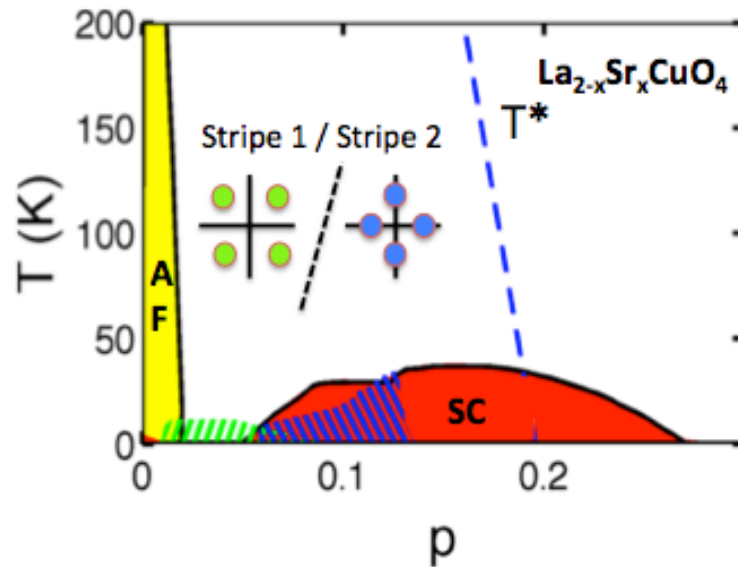 200
La₂₋ₓSrₓCuO₄
T*
150
Stripe 1 / Stripe 2
T (K)
100
A
F
50
SC
0
0
0.1
0.2
p